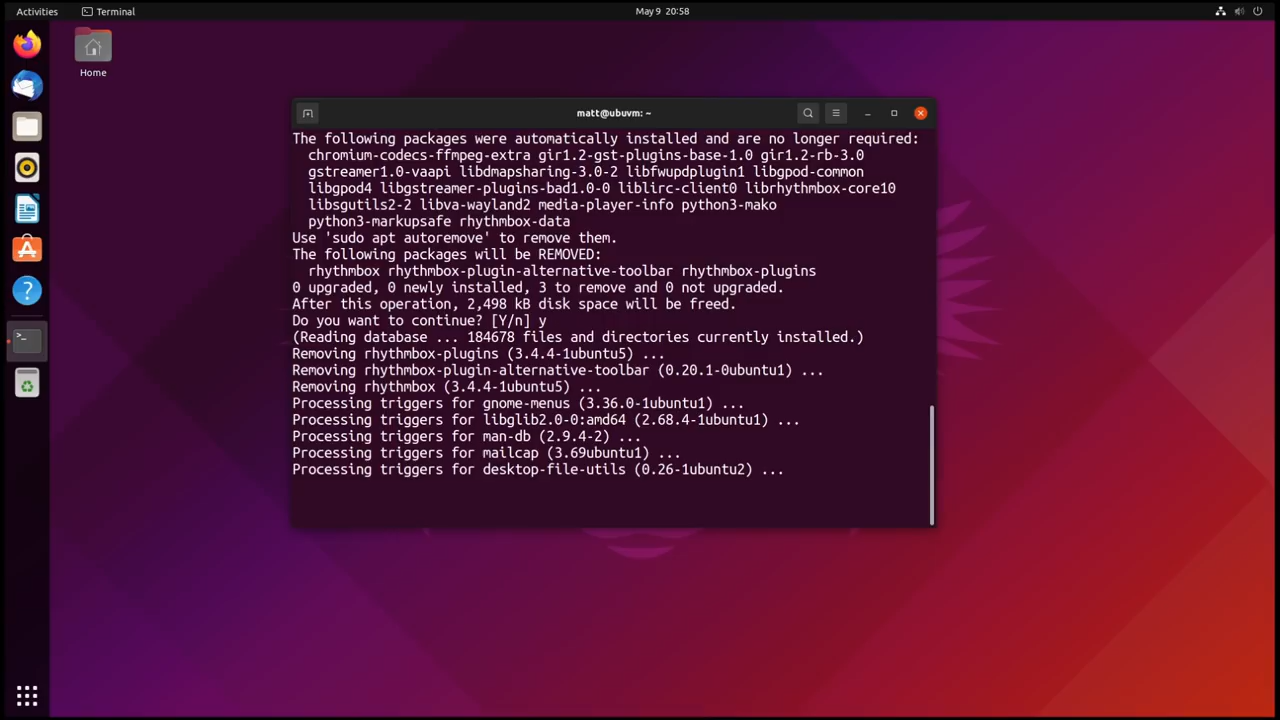 Activities
Terminal
May 9 20:58
Home
matt@ubuvm: ~
The following packages were automatically installed and are no longer required:
chromium-codecs-ffmpeg-extra gir1.2-gst-plugins-base-1.0 gir1.2-rb-3.0
gstreamer1.0-vaapi libdmapsharing-3.0-2 libfwupdplugin1 libgpod-common
libgpod4 libgstreamer-plugins-bad1.0-0 liblirc-client0 librhythmbox-core10
libsgutils2-2 libva-wayland2 media-player-info python3-mako
python3-markupsafe rhythmbox-data
Use 'sudo apt autoremove' to remove them.
The following packages will be REMOVED:
rhythmbox rhythmbox-plugin-alternative-toolbar rhythmbox-plugins
0 upgraded, 0 newly installed, 3 to remove and 0 not upgraded.
After this operation, 2,498 kB disk space will be freed.
Do you want to continue? [Y/n] y
(Reading database ... 184678 files and directories currently installed.)
Removing rhythmbox-plugins (3.4.4-1ubuntu5) ...
Removing rhythmbox-plugin-alternative-toolbar (0.20.1-0ubuntu1) ...
Removing rhythmbox (3.4.4-1ubuntu5) ...
Processing triggers for gnome-menus (3.36.0-1ubuntu1) ...
Processing triggers for libglib2.0-0:amd64 (2.68.4-1ubuntu1) ...
Processing triggers for man-db (2.9.4-2) ...
Processing triggers for mailcap (3.69ubuntu1) ...
Processing triggers for desktop-file-utils (0.26-1ubuntu2) ...